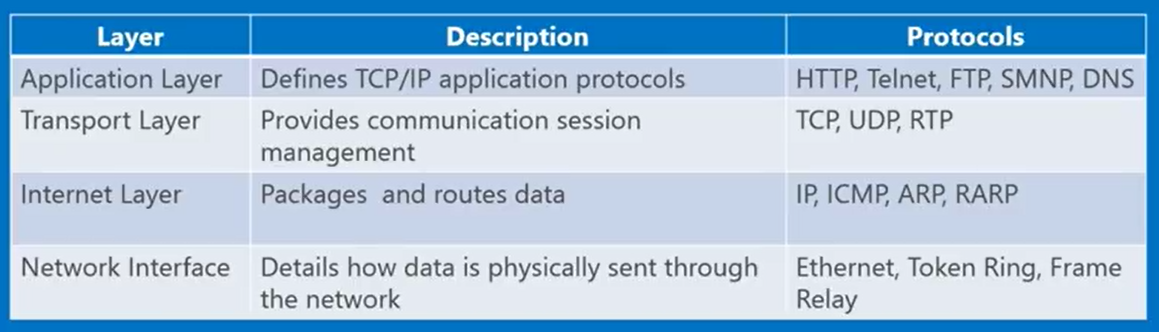 Layer Description Protocols
Application Layer Defines TCP/IP application protocols HTTP, Telnet, FTP, SMNP, DNS
Transport Layer Provides communication session TCP, UDP, RTP
management
Internet Layer Packages and routes data IP, ICMP, ARP, RARP
Network Interface Details how data is physically sent through Ethernet, Token Ring, Frame
the network Relay